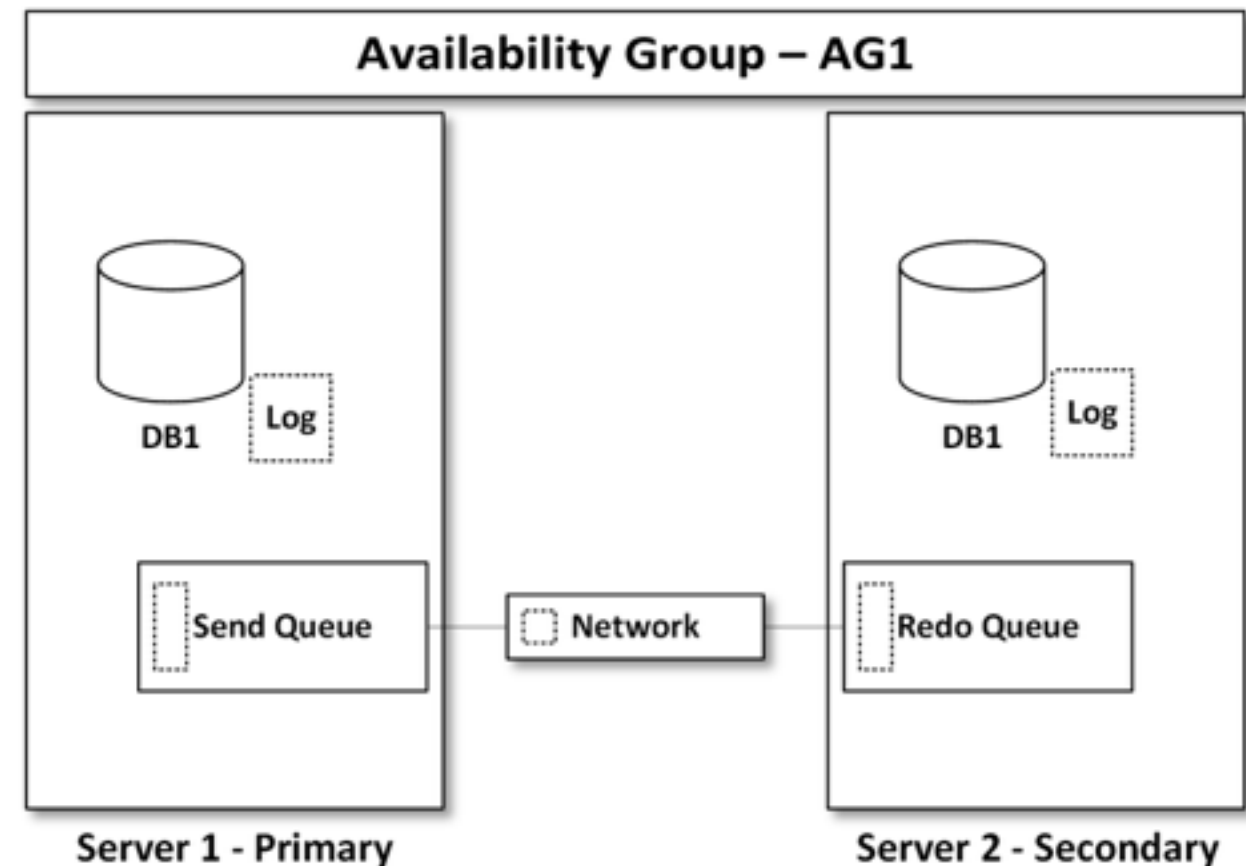 Availability Group – AG1
Log
DB1
Log
DB1
Send Queue
Network
Redo Queue
Server 1 - Primary
Server 2 - Secondary